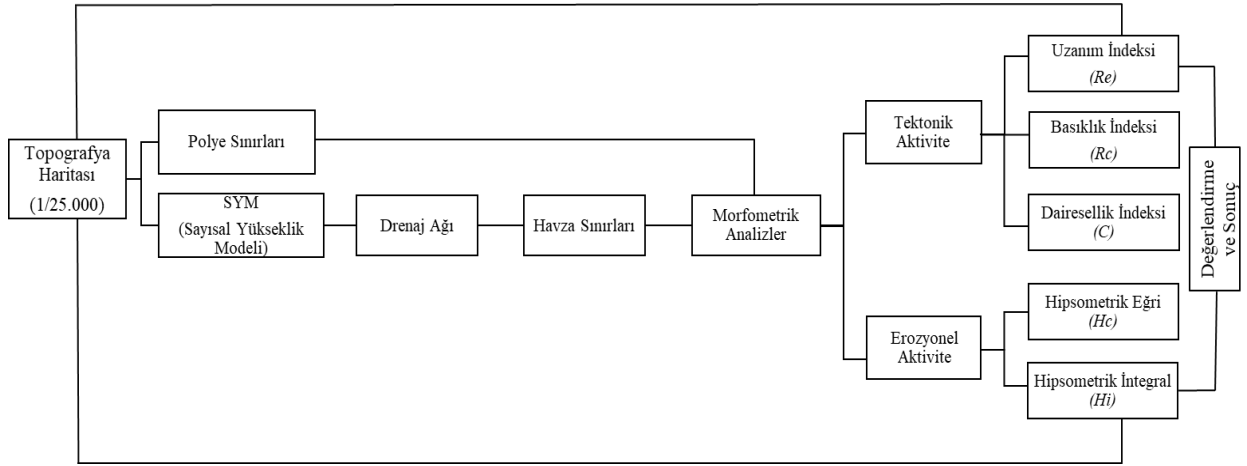 Topografya
Haritası
(1/25.000)
Polye Sınırları
SYM
(Sayısal Yükseklik
Modeli)
Drenaj Ağı
Havza Sınırları
Morfometrik
Analizler
Tektonik
Aktivite
Erozyonel
Aktivite
Uzanım İndeksi
(Re)
Basıklık İndeksi
(Rc)
Dairesellik İndeksi
(C)
Hipsometrik Eğri
(Hc)
Hipsometrik İntegral
(Hi)
Değerlendirme
ve Sonuç